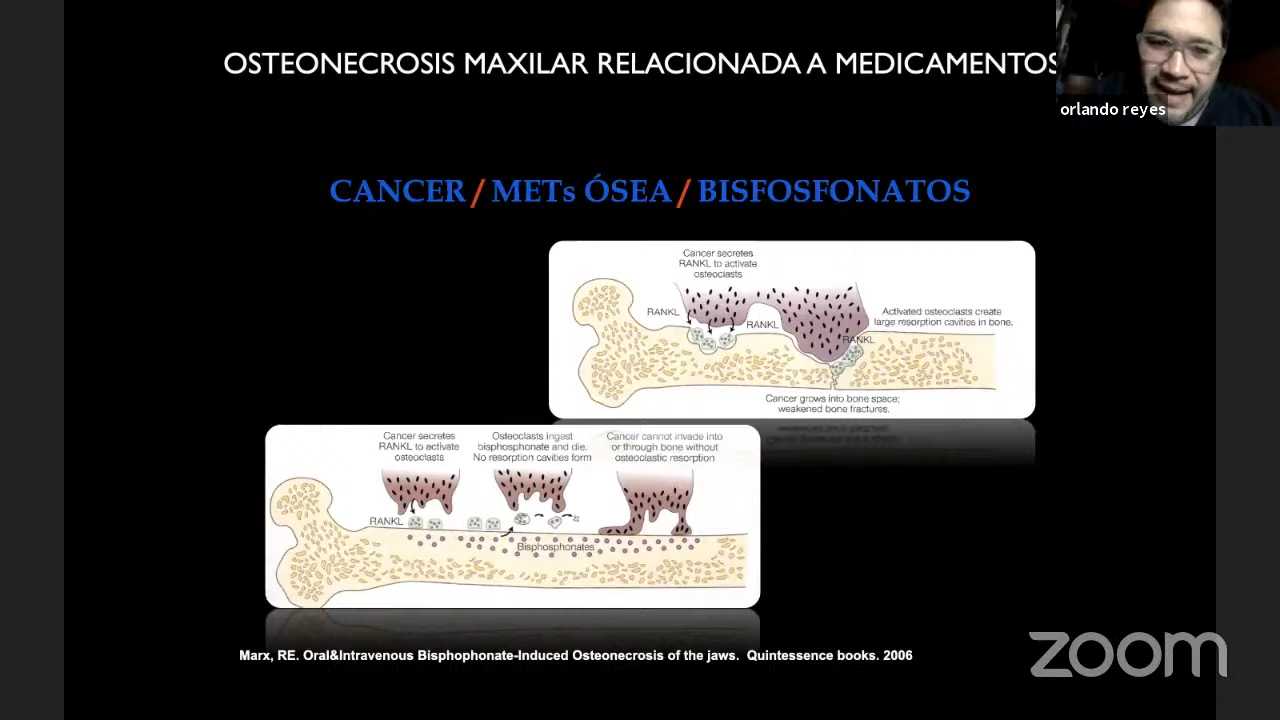 OSTEONECROSIS MAXILAR RELACIONADA A MEDICAMENTOS
orlando reyes
CANCER / METs ÓSEA / BISFOSFONATOS
Cancer secretes
RANKL to activate
osteoclasts
RANKL
RANKL
Activated osteoclasts create
large resorption cavities in bone.
RANKL
Cancer grows into bone space;
weakened bone fractures.
Cancer secretes
RANKL to activate
osteoclasts
Osteoclasts ingest
bisphosphonate and die.
No resorption cavities form
Cancer cannot invade into
or through bone without
osteoclastic resorption
RANKL
Bisphosphonates
Marx, RE. Oral&Intravenous Bisphophonate-Induced Osteonecrosis of the jaws. Quintessence books. 2006
zoom